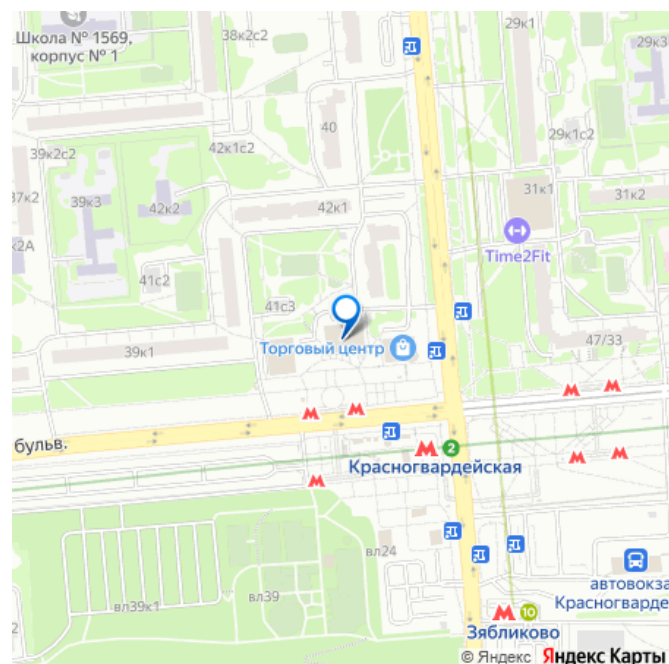 Школа № 1569,
корпус № 1
38к2с2
29к1
29к3
40
39к2с2
42к1с2
29к1с2
37к2
39к3
42к2
42к1
31к1
31к2
к2А
Time2Fit
41с2
41с3
39к1
Торговый центр
47/33
бульв.
2
Красногвардейская
вл24
вл39
вл39к1
автовокза
Красногварде
10
Зябликово
© Яндекс Яндекс Карты